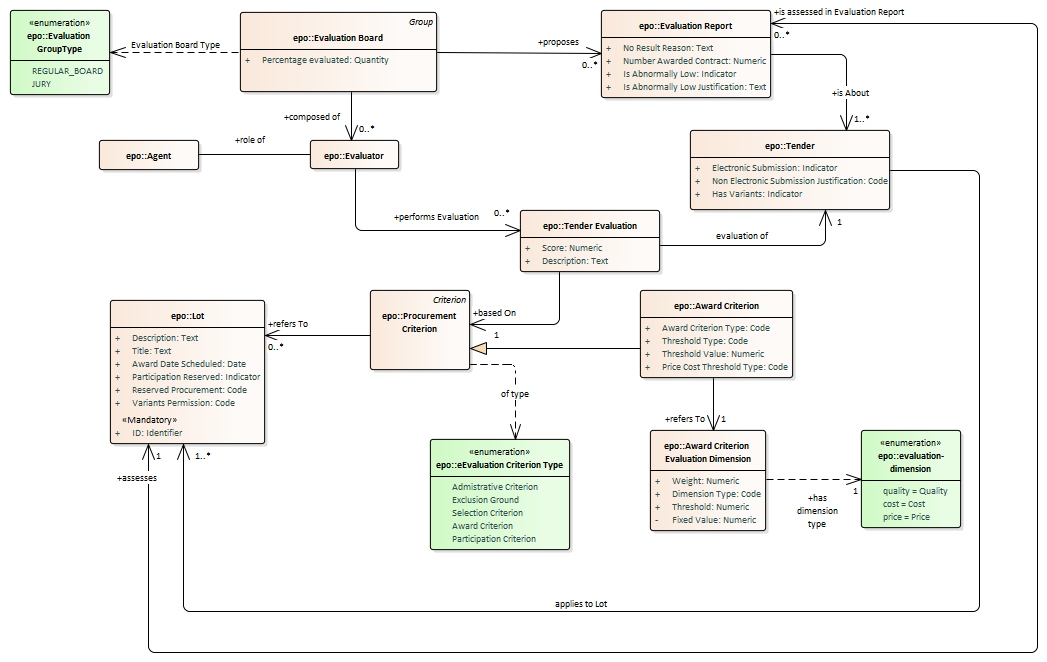 «enumeration»
epo::Evaluation
GroupType
REGULAR_BOARD
JURY
Evaluation Board Type
Group
epo::Evaluation Board
+ Percentage evaluated: Quantity
+proposes
0..*
epo::Evaluation Report
+ No Result Reason: Text
+ Number Awarded Contract: Numeric
+ Is Abnormally Low: Indicator
+ Is Abnormally Low Justification: Text
+is assessed in Evaluation Report
0..*
+is About
1..*
+composed of
0..*
epo::Agent
+role of
epo::Evaluator
epo::Tender
+ Electronic Submission: Indicator
+ Non Electronic Submission Justification: Code
+ Has Variants: Indicator
+performs Evaluation
0..*
epo::Tender Evaluation
+ Score: Numeric
+ Description: Text
evaluation of
1
epo::Lot
+ Description: Text
+ Title: Text
+ Award Date Scheduled: Date
+ Participation Reserved: Indicator
+ Reserved Procurement: Code
+ Variants Permission: Code
«Mandatory»
+ ID: Identifier
+refers To
0..*
Criterion
epo::Procurement
Criterion
+based On
1
epo::Award Criterion
+ Award Criterion Type: Code
+ Threshold Type: Code
+ Threshold Value: Numeric
+ Price Cost Threshold Type: Code
of type
+refers To
1
«enumeration»
epo::eEvaluation Criterion Type
Admistrative Criterion
Exclusion Ground
Selection Criterion
Award Criterion
Participation Criterion
epo::Award Criterion
Evaluation Dimension
+ Weight: Numeric
+ Dimension Type: Code
+ Threshold: Numeric
- Fixed Value: Numeric
1
+has
dimension
type
«enumeration»
epo::evaluation-
dimension
quality = Quality
cost = Cost
price = Price
1
+assesses
1..*
applies to Lot